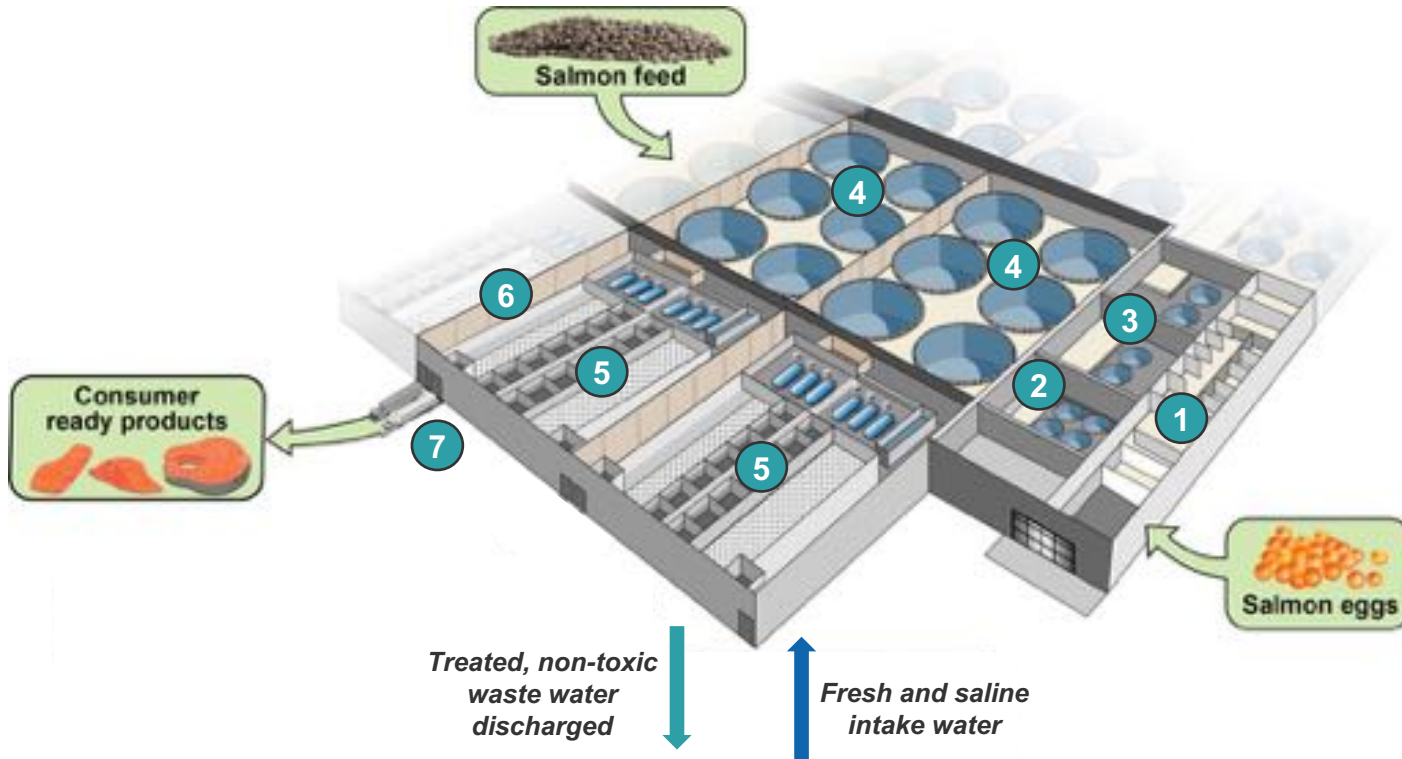 Salmon feed
4
4
6
3
5
2
Consumer
ready products
1
7
5
Salmon eggs
Treated, non-toxic
waste water
discharged
Fresh and saline
intake water